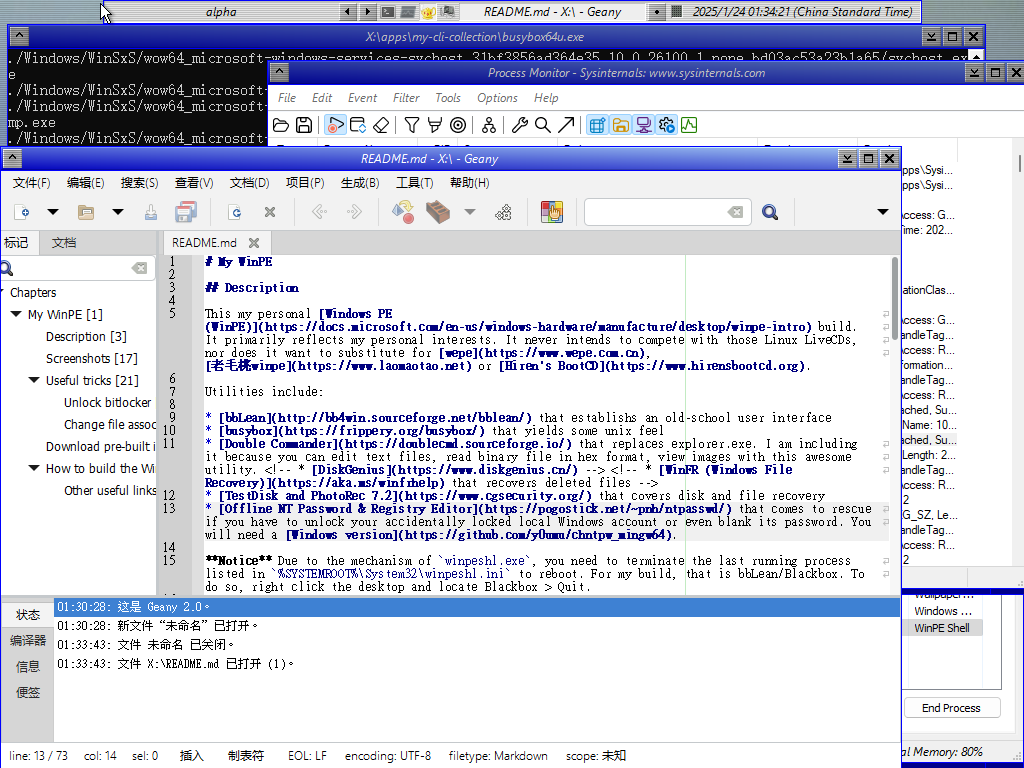 alpha
README.md - X:\ - Geany
2025/1/24 01:34:21 (China Standard Time)
X:\apps\my-cli-collection\busybox64u.exe
./Windows/WinSxS/wow64_microsoft-windows-services-svchost_31bf3856ad364e35_10.0.26100.1_none_bd03ac53a23b1a65/svchost.ex
e
./Windows/WinSxS/wow64_microsoft
./Windows/WinSxS/wow64_microsoft
mp.exe
./Windows/WinSxS/wow64_microsoft
Process Monitor - Sysinternals: www.sysinternals.com
File Edit Event Filter Tools Options Help
README.md - X:\ - Geany
文件(F) 编辑(E) 搜索(S) 查看(V) 文档(D) 项目(P) 生成(B) 工具(T) 帮助(H)
标记 文档
README.md
Chapters
My WinPE [1]
Description [3]
Screenshots [17]
Useful tricks [21]
Unlock bitlocker
Change file assoc
Download pre-built i
How to build the Wi
Other useful links
1 # My WinPE
2
3 ## Description
4
5 This my personal [Windows PE
(WinPE)](https://docs.microsoft.com/en-us/windows-hardware/manufacture/desktop/winpe-intro) build.
It primarily reflects my personal interests. It never intends to compete with those Linux LiveCDs,
nor does it want to substitute for [wepe](https://www.wepe.com.cn),
[老毛桃winpe](https://www.laomaotao.net) or [Hiren's BootCD](https://www.hirensbootcd.org).
6
7 Utilities include:
8
9 * [bbLean](http://bb4win.sourceforge.net/bblean/) that establishs an old-school user interface
10 * [busybox](https://frippery.org/busybox/) that yields some unix feel
11 * [Double Commander](https://doublecmd.sourceforge.io/) that replaces explorer.exe. I am including
it because you can edit text files, read binary file in hex format, view images with this awesome
utility. <!-- * [DiskGenius](https://www.diskgenius.cn/) --> <!-- * [WinFR (Windows File
Recovery)](https://aka.ms/winfrhelp) that recovers deleted files -->
12 * [TestDisk and PhotoRec 7.2](https://www.cgsecurity.org/) that covers disk and file recovery
13 * [Offline NT Password & Registry Editor](https://pogostick.net/~pnh/ntpasswd/) that comes to rescue
if you have to unlock your accidentally locked local Windows account or even blank its password. You
will need a [Windows version](https://github.com/y0umu/chntpw_mingw64).
14
15 **Notice** Due to the mechanism of `winpeshl.exe`, you need to terminate the last running process
listed in `%SYSTEMROOT%\System32\winpeshl.ini` to reboot. For my build, that is bbLean/Blackbox. To
do so, right click the desktop and locate Blackbox > Quit.
pps\Sysi...
pps\Sysi...
Access: G...
Time: 202...
ationClas...
Access: G...
andleTag...
Access: R...
formation...
andleTag...
Access: R...
ached, Su...
Name: 10...
ached, Su...
Length: 2...
andleTag...
Access: R...
2
G_SZ, Le...
andleTag...
Access: R...
2
Windows ...
WinPE Shell
End Process
al Memory: 80%
状态
编译器
信息
便签
01:30:28: 这是 Geany 2.0。
01:30:28: 新文件“未命名”已打开。
01:33:43: 文件 未命名 已关闭。
01:33:43: 文件 X:\README.md 已打开 (1)。
line: 13 / 73 col: 14 sel: 0 插入 制表符 EOL: LF encoding: UTF-8 filetype: Markdown scope: 未知